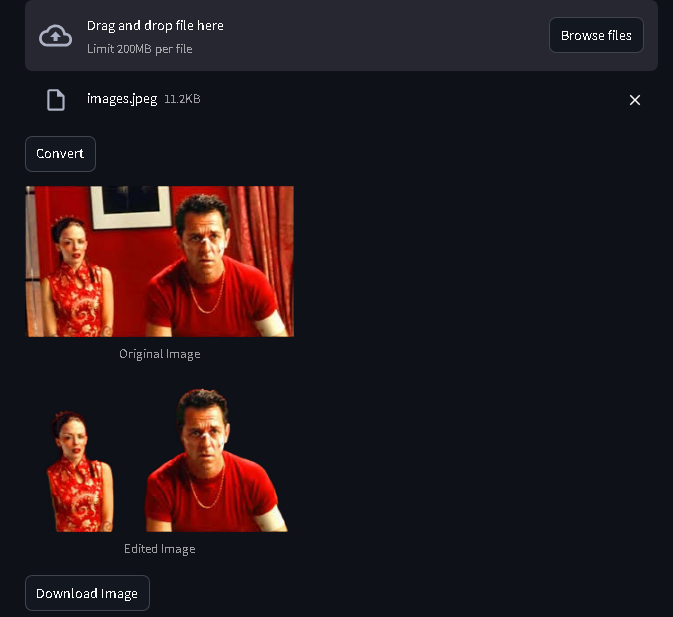 Drag and drop file here
Limit 200MB per file
Browse files
images.jpeg 11.2KB
Convert
Original Image
Edited Image
Download Image